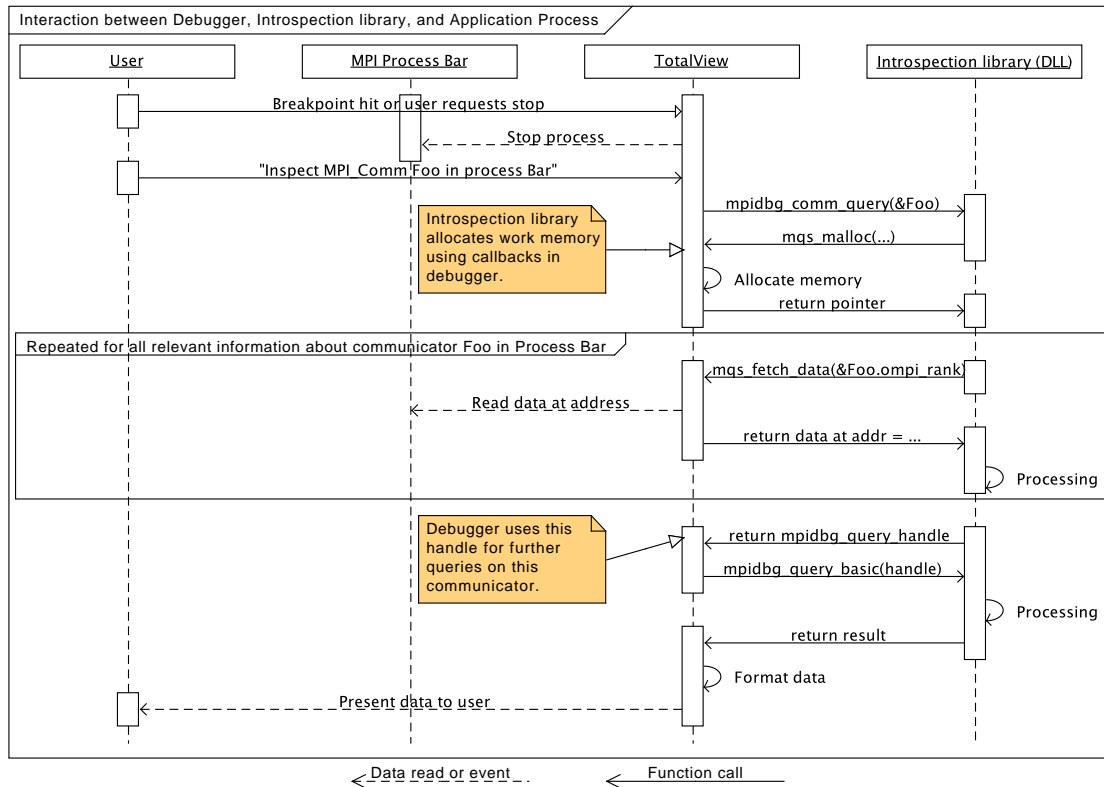 Interaction between Debugger, Introspection library, and Application Process
User
MPI Process Bar
TotalView
Introspection library (DLL)
Breakpoint hit or user requests stop
Stop process
"Inspect MPI_Comm Foo in process Bar"
mpidbg_comm_query(&Foo)
Introspection library
allocates work memory
using callbacks in
debugger.
mqs_malloc(...)
Allocate memory
return pointer
Repeated for all relevant information about communicator Foo in Process Bar
mqs_fetch_data(&Foo.ompi_rank)
Read data at address
return data at addr = ...
Processing
Debugger uses this
handle for further
queries on this
communicator.
return mpidbg_query_handle
mpidbg_query_basic(handle)
Processing
return result
Format data
Present data to user
Data read or event
Function call